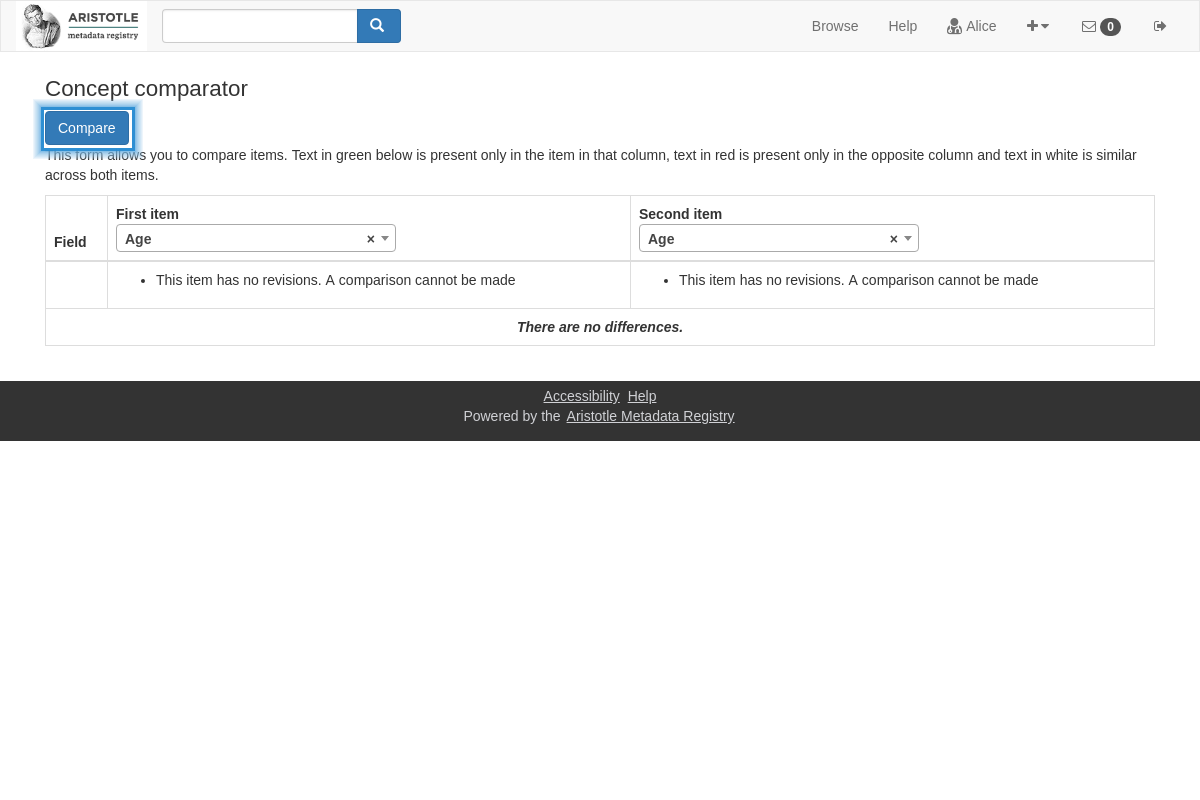 ARISTOTLE
metadata registry
Browse
Help
Alice
0
Concept comparator
Compare
This form allows you to compare items. Text in green below is present only in the item in that column, text in red is present only in the opposite column and text in white is similar
across both items.
Field
First item
Age × 
Second item
Age ×
This item has no revisions. A comparison cannot be made
This item has no revisions. A comparison cannot be made
There are no differences.
Accessibility Help
Powered by the Aristotle Metadata Registry